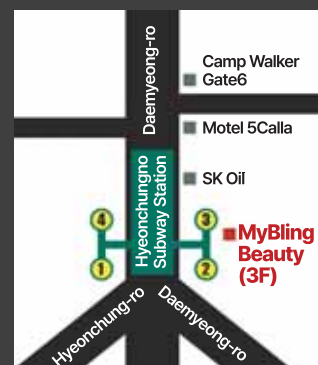 Daemyeong-ro
Camp Walker
Gate6
Motel 5Calla
Hyeonchungno
Subway Station
SK Oil
4
3
1
2
MyBling
Beauty
(3F)
Hyeonchung-ro
Daemyeong-ro